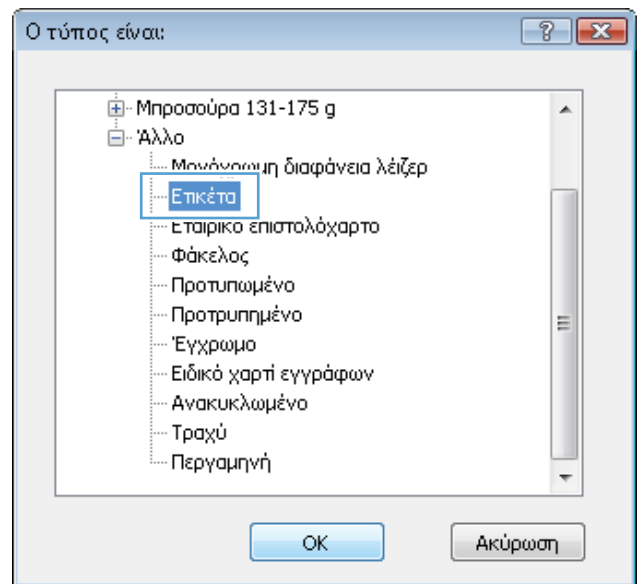 Ο τύπος είναι:
Μπροσούρα 131-175 g
Άλλο
Μονόχρωμη διαφάνεια λέιζερ
Ετικέτα
Εταιρικό επιστολόχαρτο
Φάκελος
Προτυπωμένο
Προτρυπημένο
Έγχρωμο
Ειδικό χαρτί εγγράφων
Ανακυκλωμένο
Τραχύ
Περγαμηνή
OK
Ακύρωση